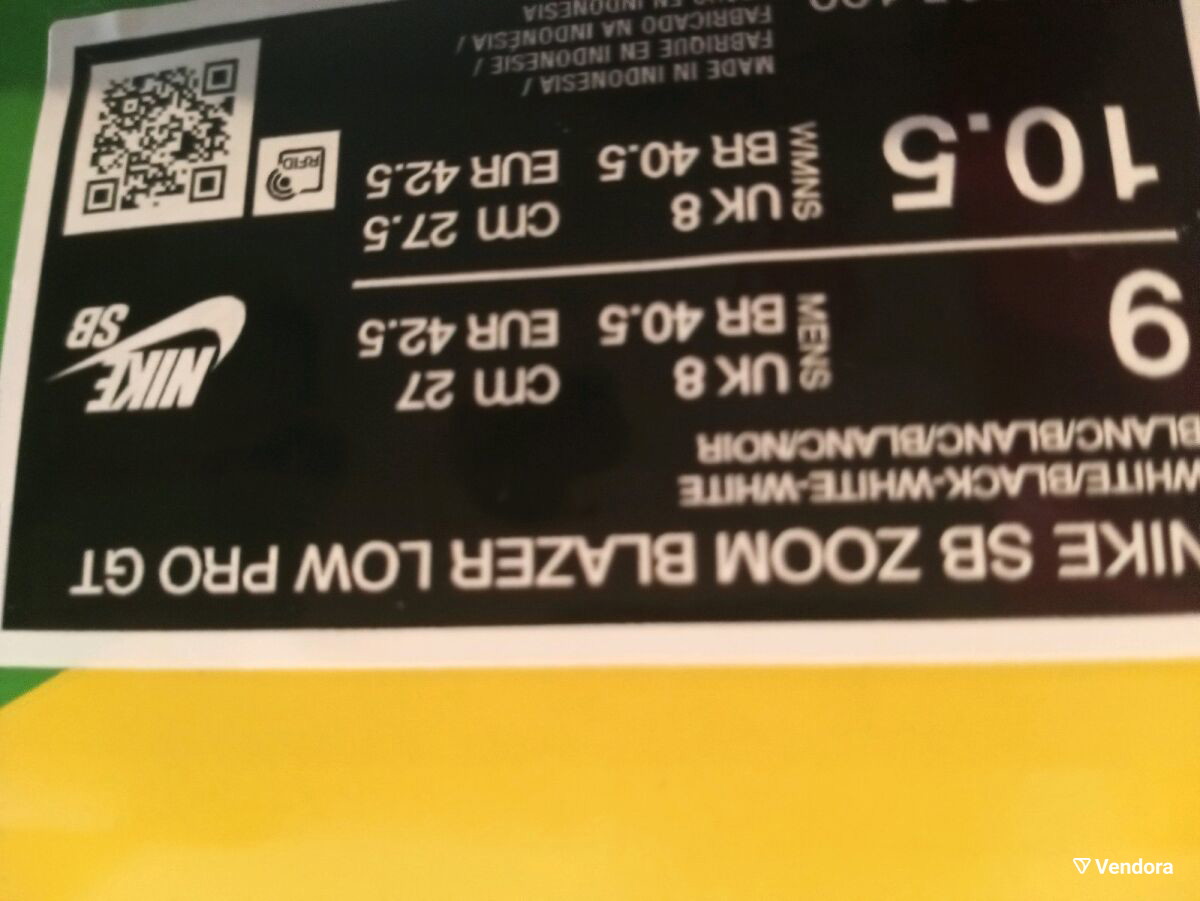 NIKE SB ZOOM BLAZER LOW PRO GT
WHITE/BLACK-WHITE-WHITE
BLANC/BLANC/BLANC/NOIR
9
MENS
UK 8
cm 27
BR 40.5
EUR 42.5
NIKE
SB
10.5
WMNS
UK 8
cm 27.5
BR 40.5
EUR 42.5
RFID
MADE IN INDONESIA /
FABRIQUE EN INDONESIE /
FABRICADO NA INDONÉSIA /
EN INDONESIA
Vendora